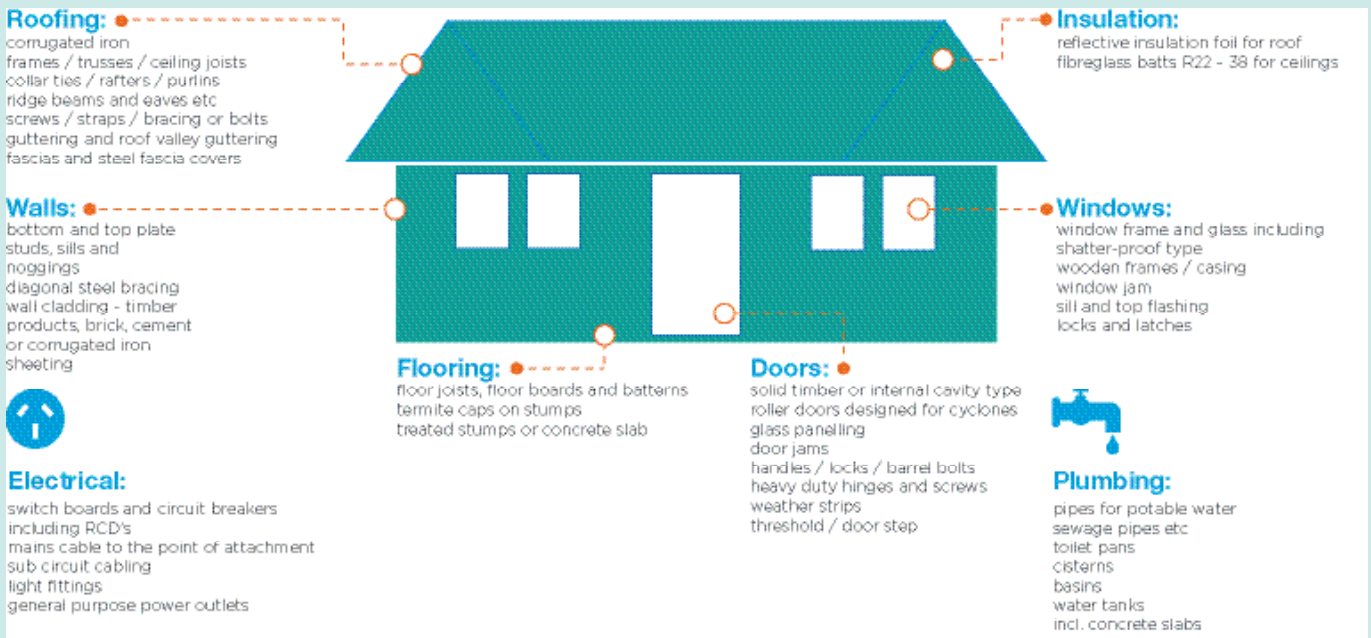 Roofing:
corrugated iron
frames / trusses / ceiling joists
collar ties / rafters / purlins
ridge beams and eaves etc
screws / straps / bracing or bolts
guttering and roof valley guttering
fascias and steel fascia covers
Insulation:
reflective insulation foil for roof
fibreglass batts R22 - 38 for ceilings
Walls:
bottom and top plate
studs, sills and
noggings
diagonal steel bracing
wall cladding - timber
products, brick, cement
or corrugated iron
sheeting
Windows:
window frame and glass including
shatter-proof type
wooden frames / casing
window jam
sill and top flashing
locks and latches
Flooring:
floor joists, floor boards and batterns
termite caps on stumps
treated stumps or concrete slab
Doors:
solid timber or internal cavity type
roller doors designed for cyclones
glass panelling
door jams
handles / locks / barrel bolts
heavy duty hinges and screws
weather strips
threshold / door step
Electrical:
switch boards and circuit breakers
including RCD's
mains cable to the point of attachment
sub circuit cabling
light fittings
general purpose power outlets
Plumbing:
pipes for potable water
sewage pipes etc
toilet pans
cisterns
basins
water tanks
incl. concrete slabs